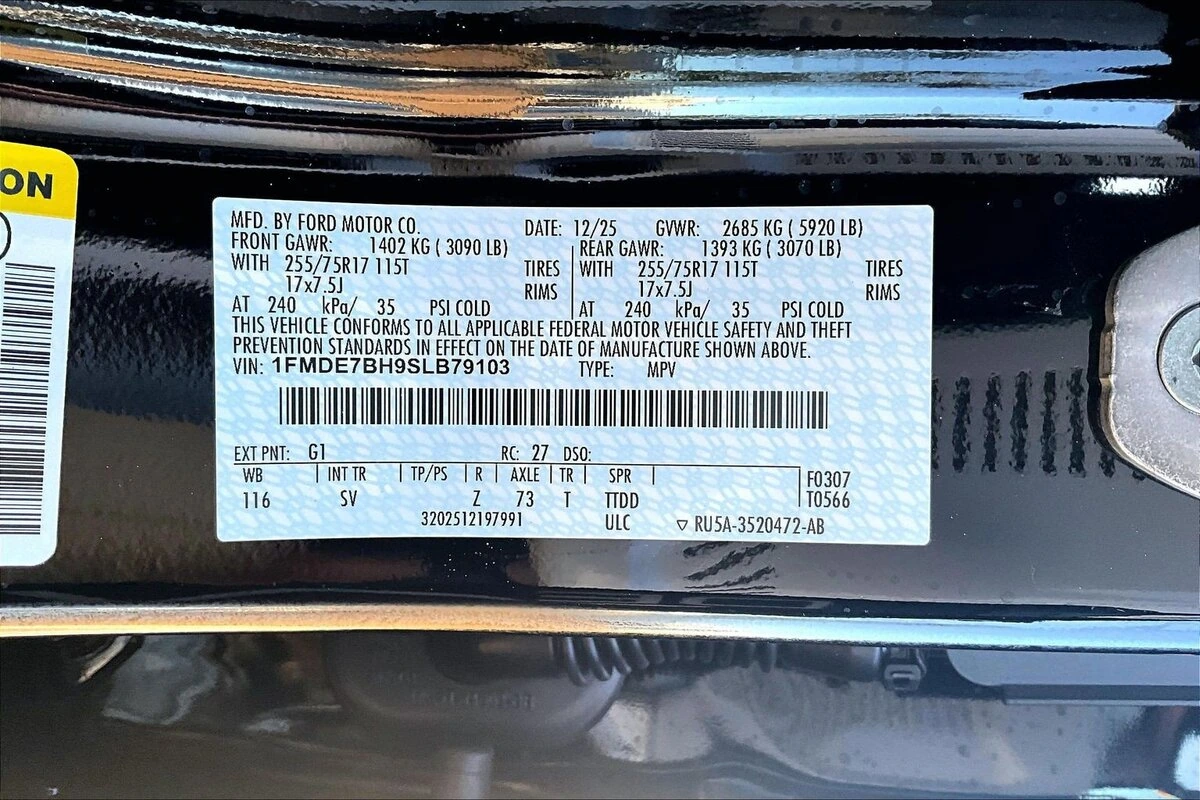 ON
MFD. BY FORD MOTOR CO. DATE: 12/25 GVWR: 2685 KG ( 5920 LB)
FRONT GAWR: 1402 KG ( 3090 LB) REAR GAWR: 1393 KG ( 3070 LB)
WITH 255/75R17 115T TIRES WITH 255/75R17 115T TIRES
17x7.5J RIMS 17x7.5J RIMS
AT 240 kPa/ 35 PSI COLD AT 240 kPa/ 35 PSI COLD
THIS VEHICLE CONFORMS TO ALL APPLICABLE FEDERAL MOTOR VEHICLE SAFETY AND THEFT
PREVENTION STANDARDS IN EFFECT ON THE DATE OF MANUFACTURE SHOWN ABOVE.
VIN: 1FMDE7BH9SLB79103 TYPE: MPV
EXT PNT: G1 RC: 27 DSO:
WB INT TR TP/PS R AXLE TR SPR F0307
116 SV Z 73 T TTDD T0566
3202512197991 ULC ▽ RU5A-3520472-AB